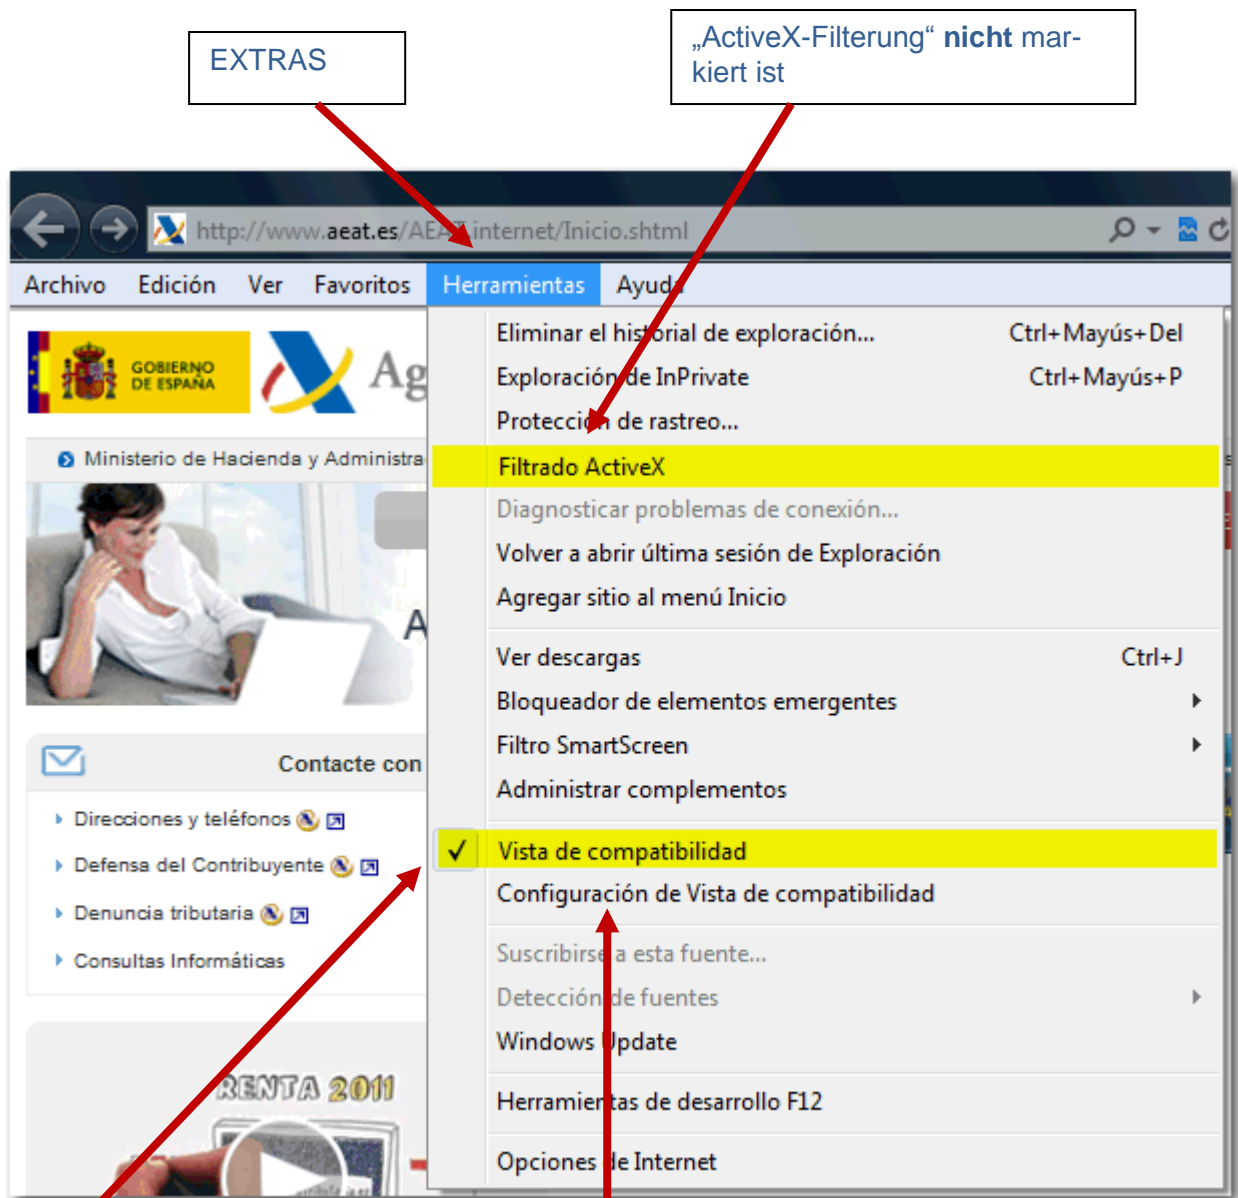 EXTRAS
„ActiveX-Filterung“ nicht mar-
kiert ist
http://www.aeat.es/AEAT.internet/Inicio.shtml
Archivo Edición Ver Favoritos Herramientas Ayuda
GOBIERNO
DE ESPAÑA
Ag
Ministerio de Hacienda y Administra
A
Contacte con
Direcciones y teléfonos
Defensa del Contribuyente
Denuncia tributaria
Consultas Informáticas
RENTA 2011
Eliminar el historial de exploración... Ctrl+Mayús+Del
Exploración de InPrivate Ctrl+Mayús+P
Protección de rastreo...
Filtrado ActiveX
Diagnosticar problemas de conexión...
Volver a abrir última sesión de Exploración
Agregar sitio al menú Inicio
Ver descargas Ctrl+J
Bloqueador de elementos emergentes
Filtro SmartScreen
Administrar complementos
Vista de compatibilidad
Configuración de Vista de compatibilidad
Suscribirse a esta fuente...
Detección de fuentes
Windows Update
Herramientas de desarrollo F12
Opciones de Internet